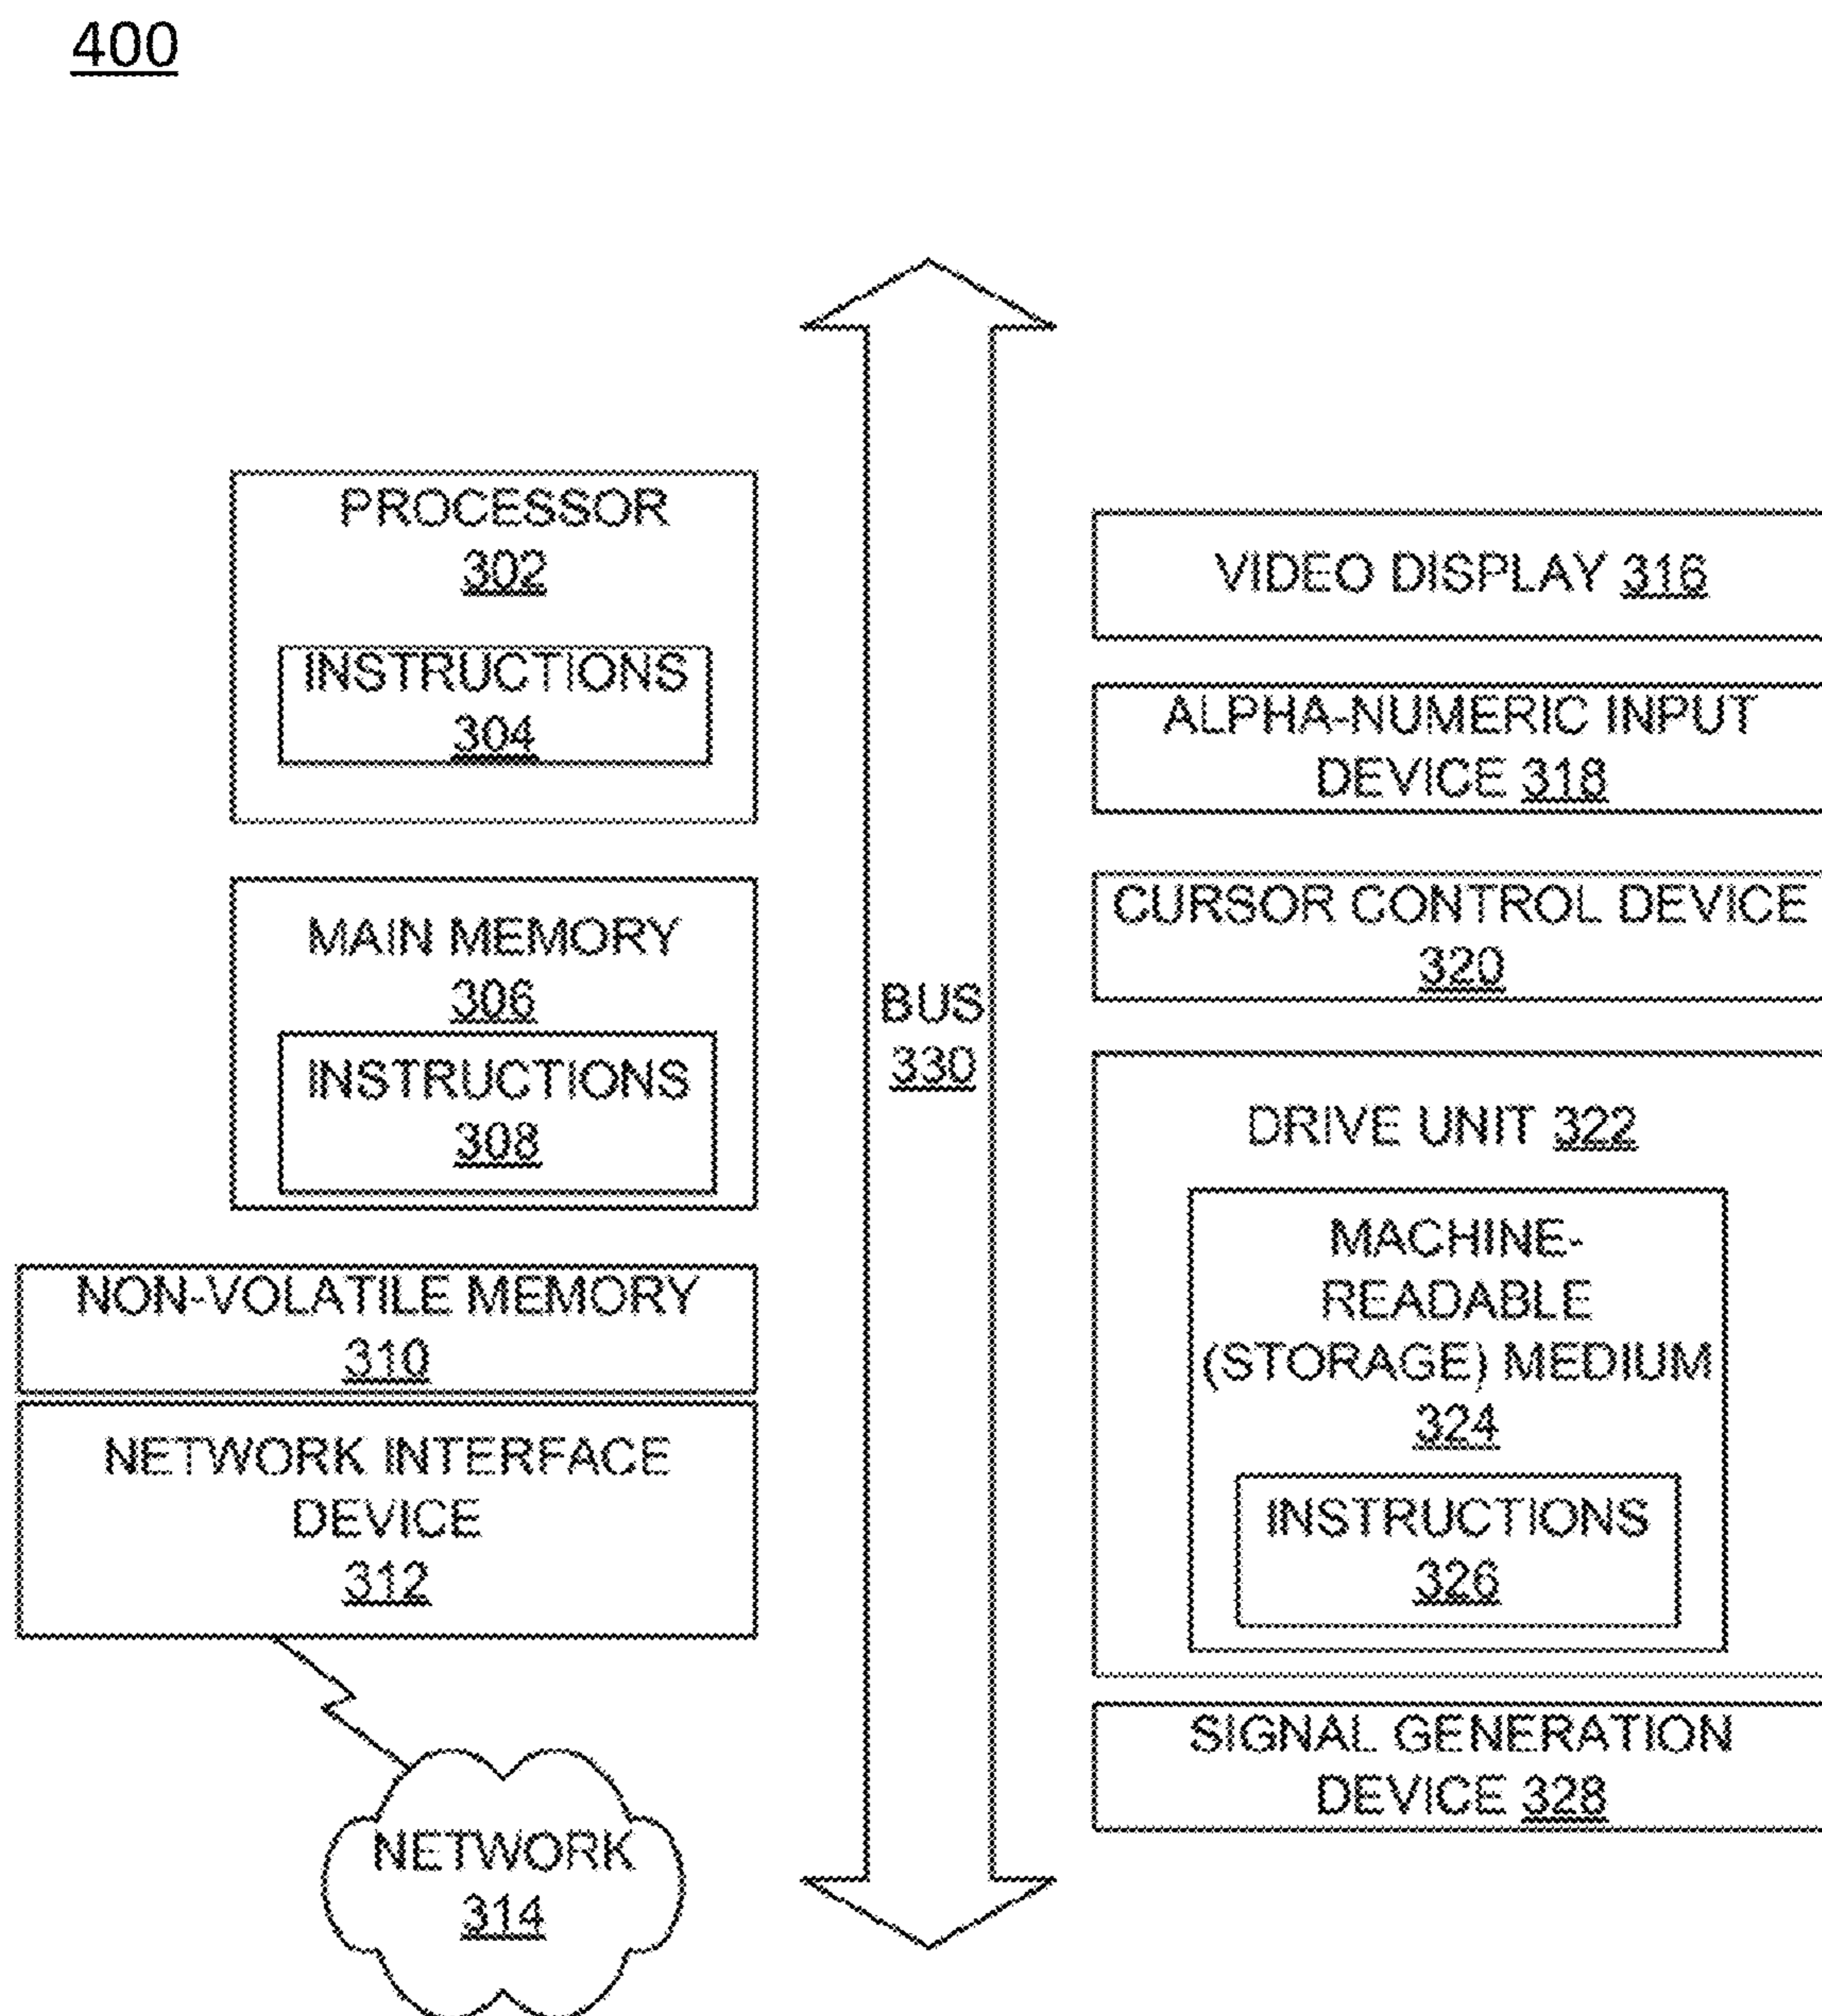 400
PROCESSOR
302
INSTRUCTIONS
304
MAIN MEMORY
306
INSTRUCTIONS
308
NON-VOLATILE MEMORY
310
NETWORK INTERFACE
DEVICE
312
NETWORK
314
BUS
330
VIDEO DISPLAY 316
ALPHA-NUMERIC INPUT
DEVICE 318
CURSOR CONTROL DEVICE
320
DRIVE UNIT 322
MACHINE-
READABLE
(STORAGE) MEDIUM
324
INSTRUCTIONS
326
SIGNAL GENERATION
DEVICE 328